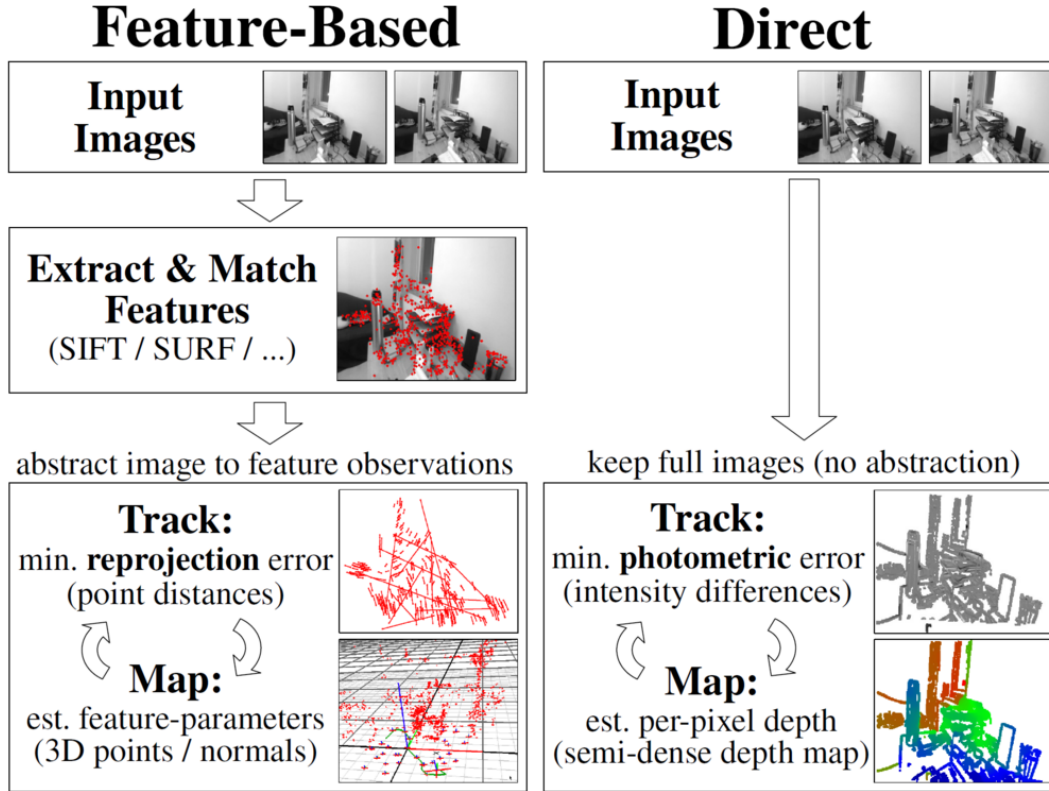 Feature-Based
Input
Images
Extract & Match
Features
(SIFT / SURF / ...)
abstract image to feature observations
Track:
min. reprojection error
(point distances)
Map:
est. feature-parameters
(3D points / normals)
Direct
Input
Images
keep full images (no abstraction)
Track:
min. photometric error
(intensity differences)
Map:
est. per-pixel depth
(semi-dense depth map)